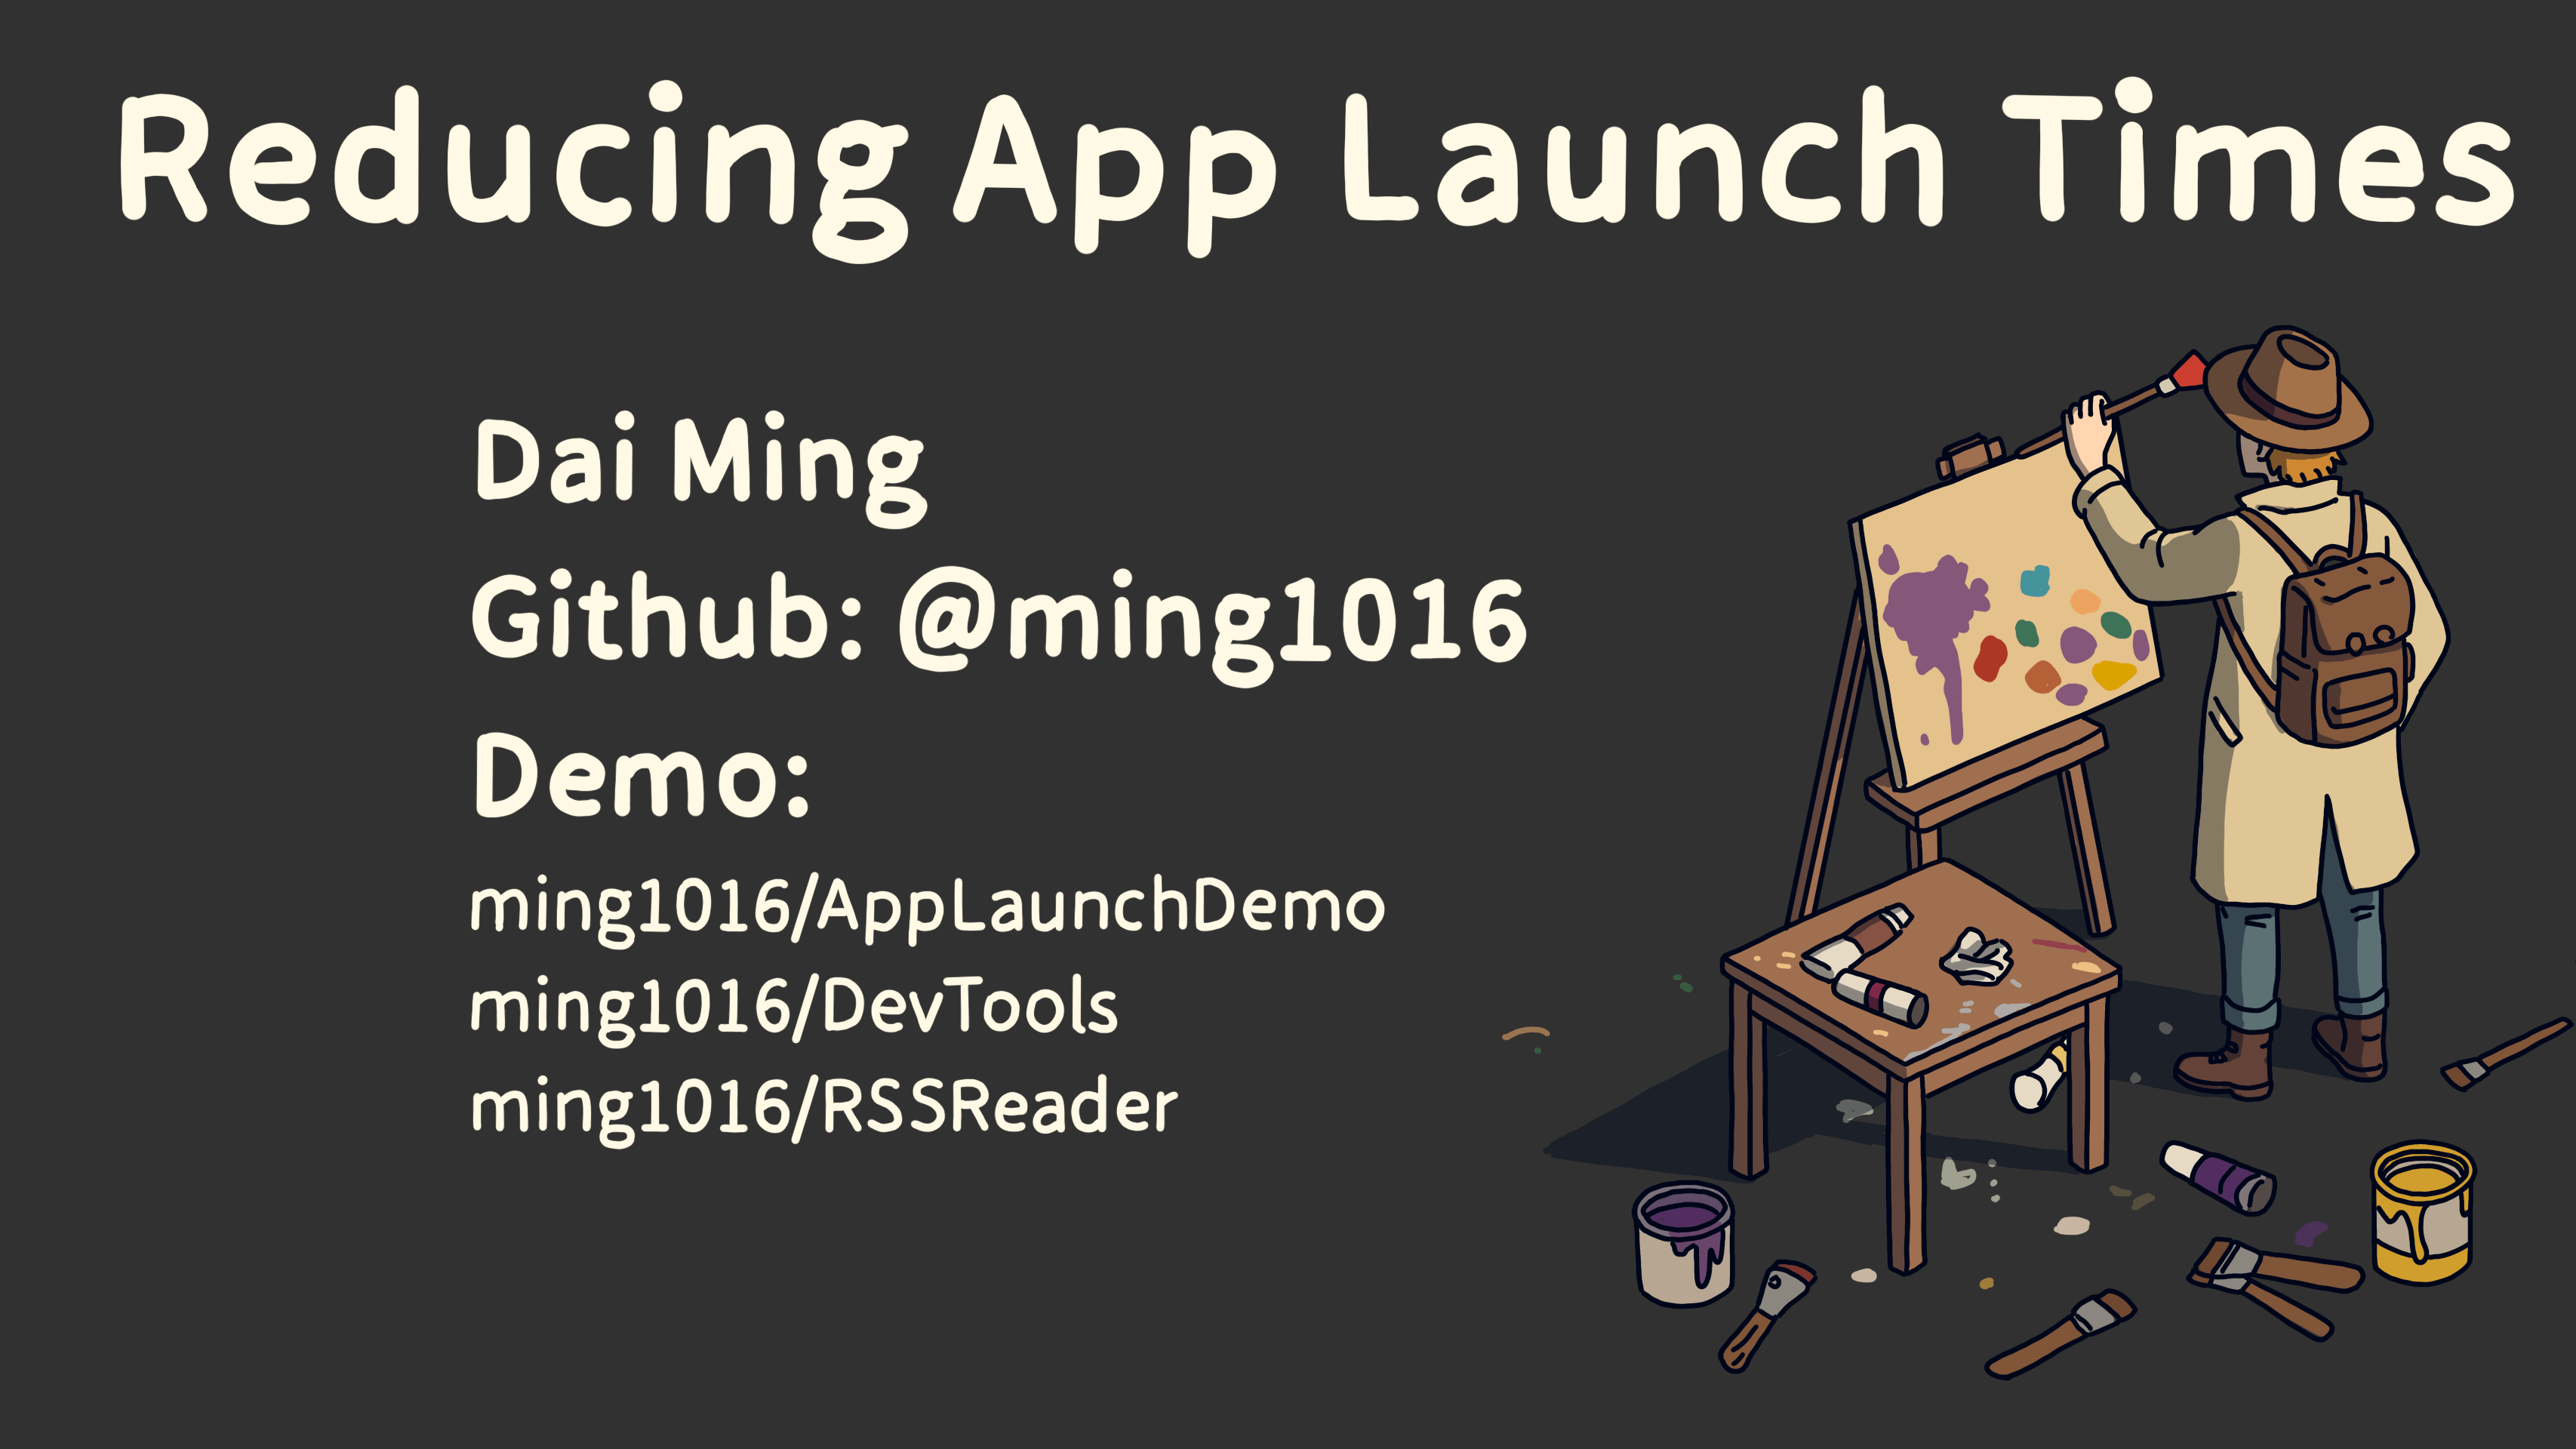 Reducing App Launch Times
Dai Ming
Github: @ming1016
Demo:
ming1016/AppLaunchDemo
ming1016/DevTools
ming1016/RSSReader